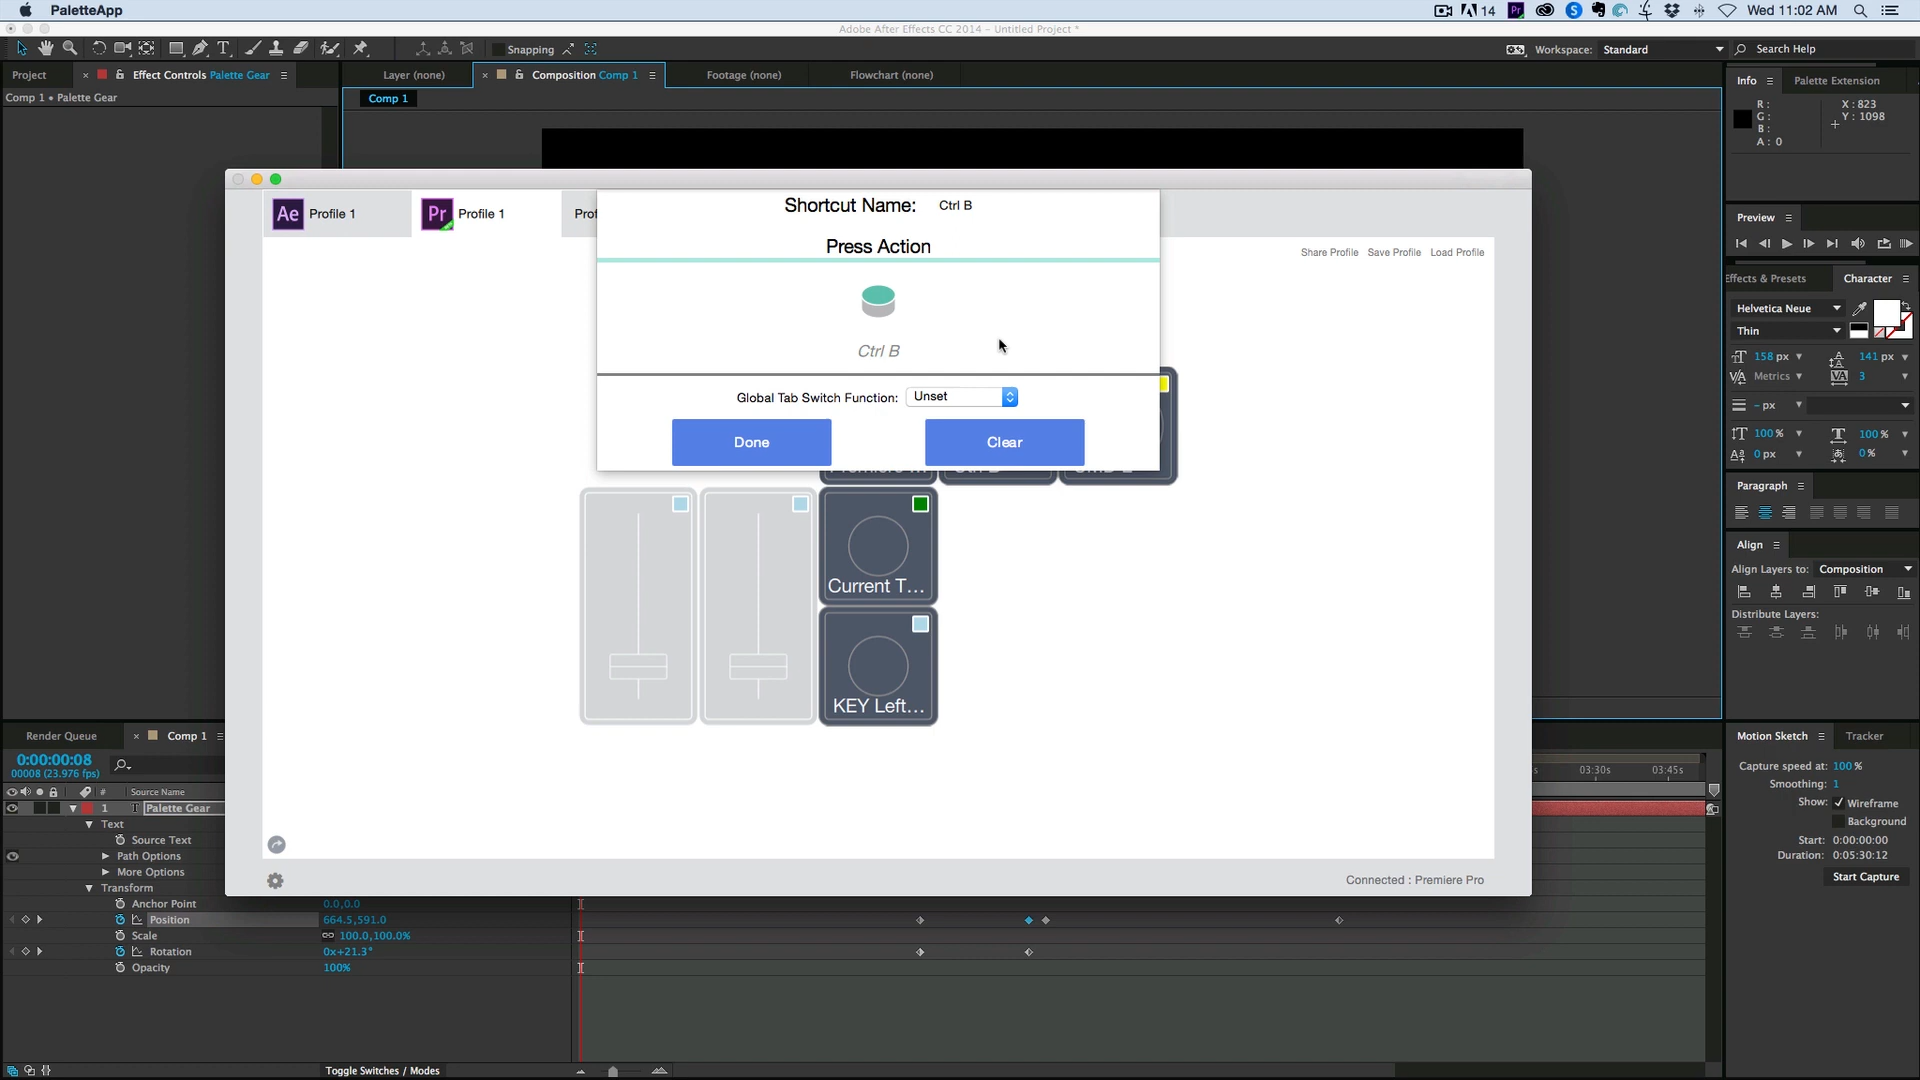 PaletteApp
14
Wed 11:02 AM
Adobe After Effects CC 2014 - Untitled Project *
Snapping
Workspace: Standard
Search Help
Project
Effect Controls Palette Gear
Layer (none)
Composition Comp 1
Footage (none)
Flowchart (none)
Info
Palette Extension
Comp 1 • Palette Gear
Comp 1
R :
G :
B :
A : 0
X : 823
Y : 1098
Ae Profile 1
Pr Profile 1
Prof
Shortcut Name: Ctrl B
Press Action
Ctrl B
Global Tab Switch Function: Unset
Done
Clear
Share Profile Save Profile Load Profile
Current T...
KEY Left...
Connected : Premiere Pro
Preview
Effects & Presets
Character
Helvetica Neue
Thin
158 px
141 px
Metrics
3
- px
100 %
100 %
0 px
0 %
Paragraph
Align
Align Layers to: Composition
Distribute Layers:
Render Queue
Comp 1
0:00:00:08
00008 (23.976 fps)
# Source Name
03:30s
03:45s
1 T Palette Gear
Text
Source Text
Path Options
More Options
Transform
Anchor Point 0.0,0.0
Position 664.5,591.0
Scale 100.0,100.0%
Rotation 0x+21.3°
Opacity 100%
Toggle Switches / Modes
Motion Sketch
Tracker
Capture speed at: 100 %
Smoothing: 1
Show: Wireframe
Background
Start: 0:00:00:00
Duration: 0:05:30:12
Start Capture